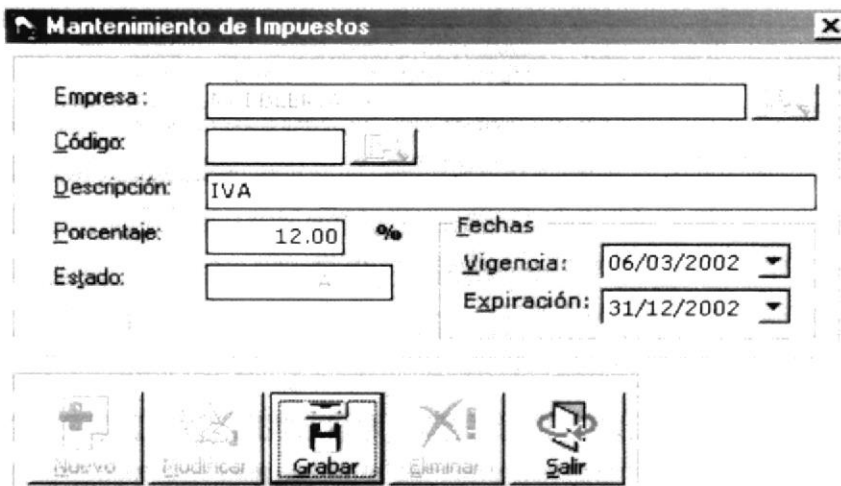 Mantenimiento de Impuestos
Empresa :
Código:
Descripción: IVA
Porcentaje: 12.00 %
Fechas
Vigencia: 06/03/2002
Estado: A
Expiración: 31/12/2002
Nuevo Modificar Grabar Eliminar Salir